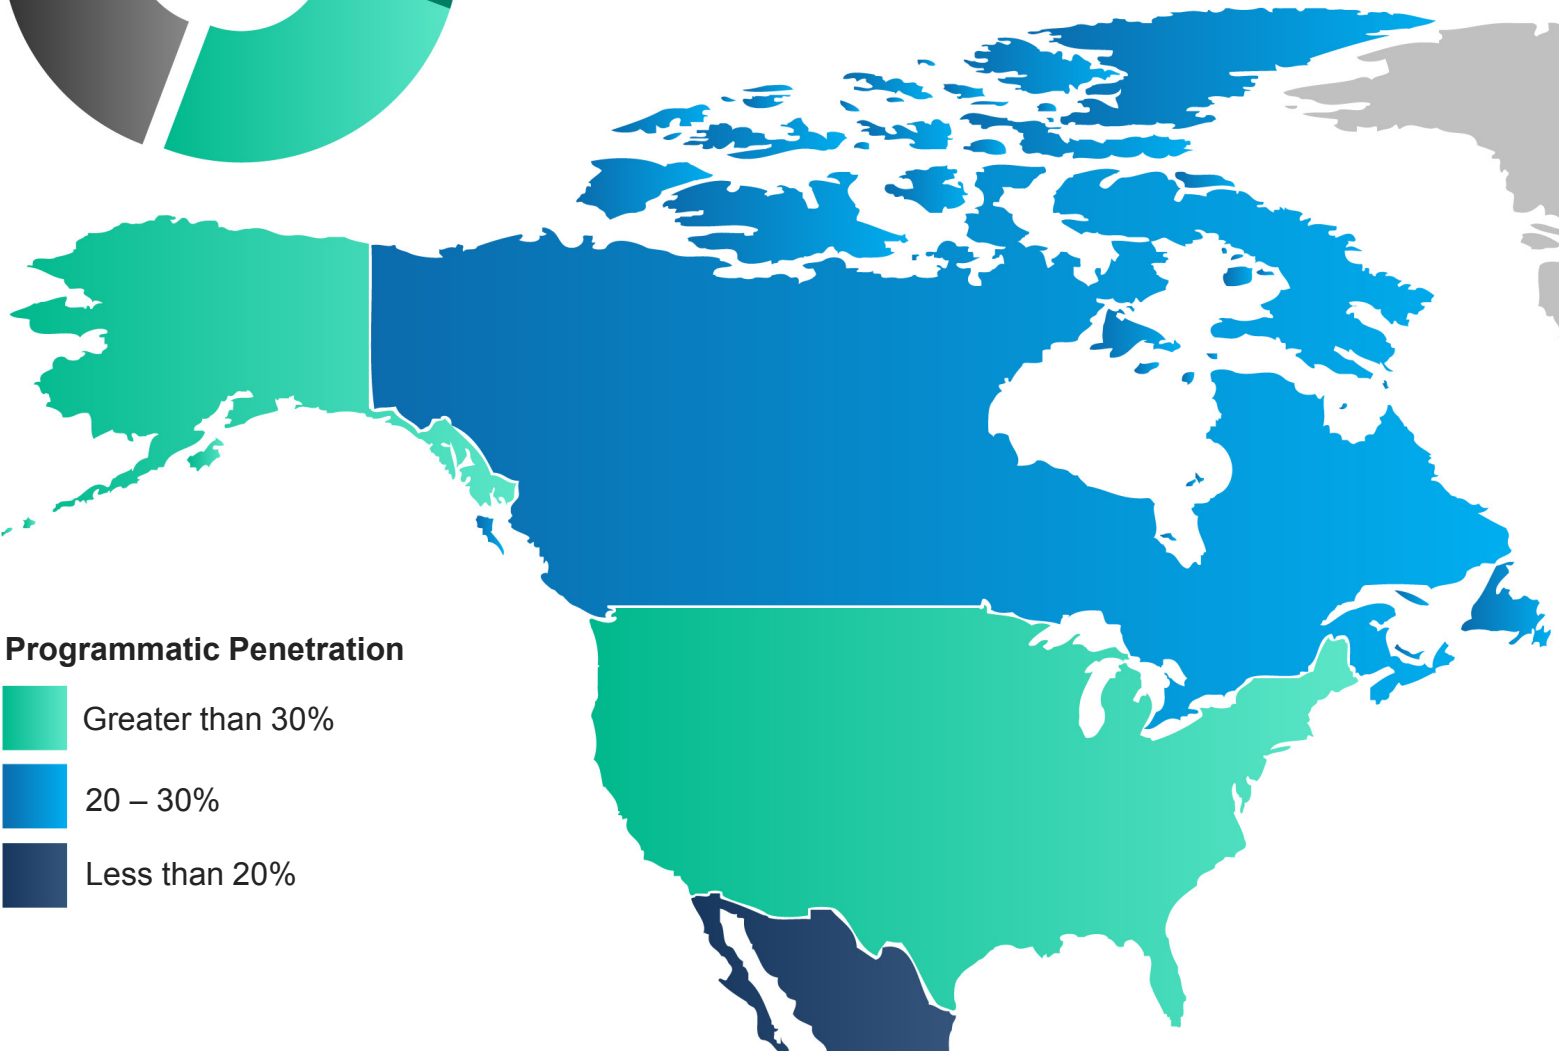 Programmatic Penetration
Greater than 30%
20 – 30%
Less than 20%